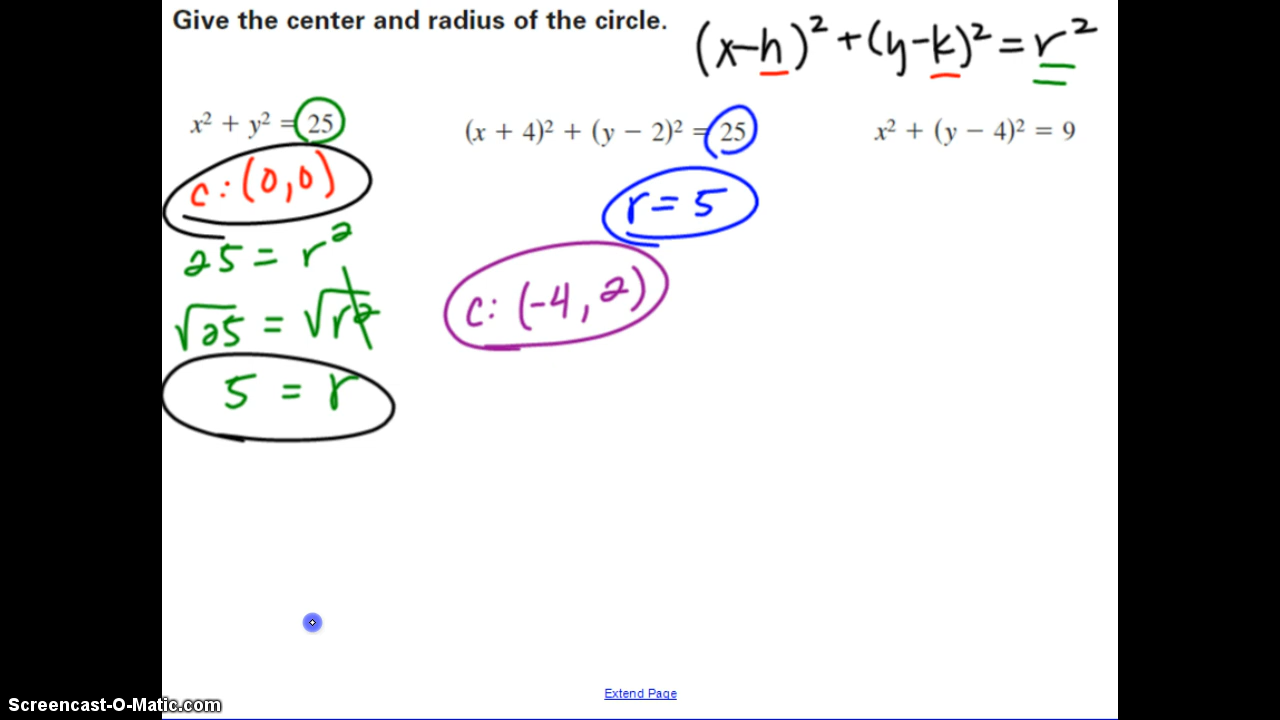 Give the center and radius of the circle.
(x-h)² + (y-k)² = r²
x² + y² = 25
c: (0,0)
25 = r²
√25 = √r²
5 = r
(x + 4)² + (y − 2)² = 25
r = 5
c: (-4, 2)
x² + (y − 4)² = 9
Extend Page
Screencast-O-Matic.com